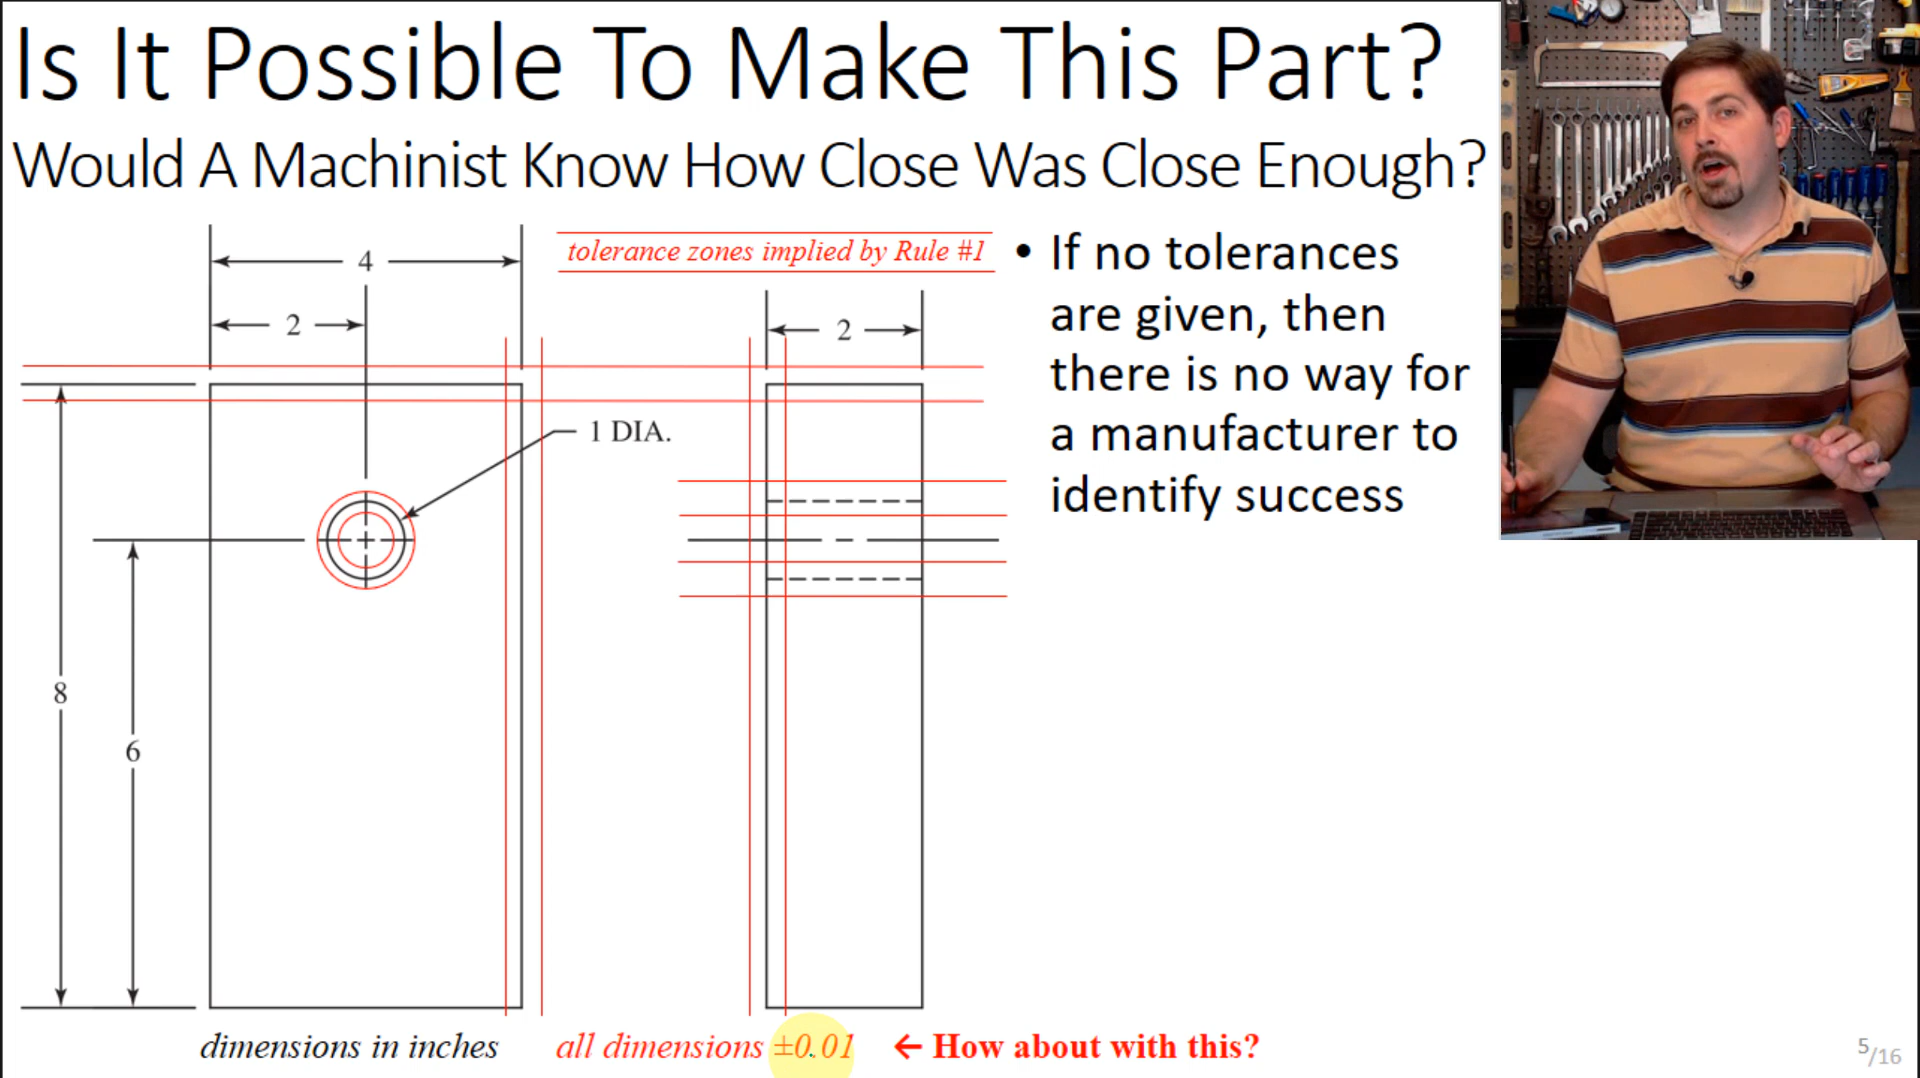 Is It Possible To Make This Part?
Would A Machinist Know How Close Was Close Enough?
4
tolerance zones implied by Rule #1
2
2
1 DIA.
8
6
dimensions in inches
all dimensions ±0.01
← How about with this?
• If no tolerances
are given, then
there is no way for
a manufacturer to
identify success
5/16